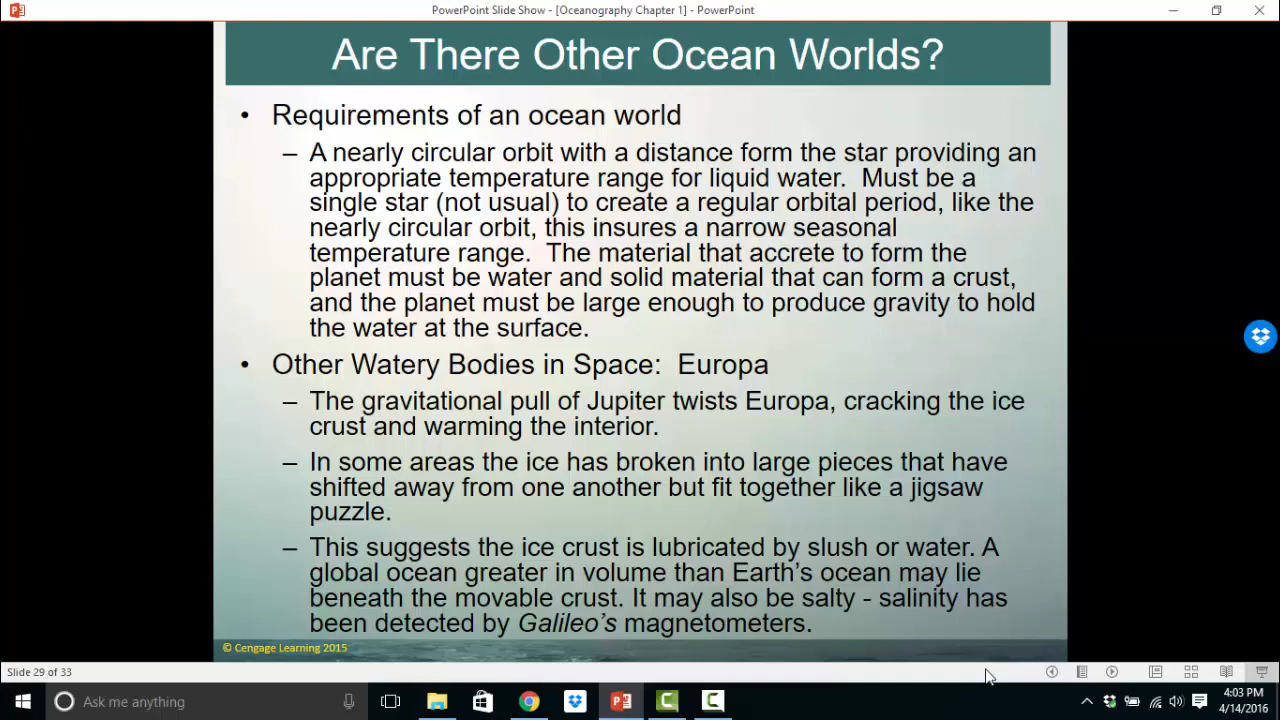 PowerPoint Slide Show - [Oceanography Chapter 1] - PowerPoint
Are There Other Ocean Worlds?
• Requirements of an ocean world
– A nearly circular orbit with a distance form the star providing an
appropriate temperature range for liquid water. Must be a
single star (not usual) to create a regular orbital period, like the
nearly circular orbit, this insures a narrow seasonal
temperature range. The material that accrete to form the
planet must be water and solid material that can form a crust,
and the planet must be large enough to produce gravity to hold
the water at the surface.
• Other Watery Bodies in Space: Europa
– The gravitational pull of Jupiter twists Europa, cracking the ice
crust and warming the interior.
– In some areas the ice has broken into large pieces that have
shifted away from one another but fit together like a jigsaw
puzzle.
– This suggests the ice crust is lubricated by slush or water. A
global ocean greater in volume than Earth's ocean may lie
beneath the movable crust. It may also be salty - salinity has
been detected by Galileo's magnetometers.
© Cengage Learning 2015
Slide 29 of 33
Ask me anything
4:03 PM
4/14/2016